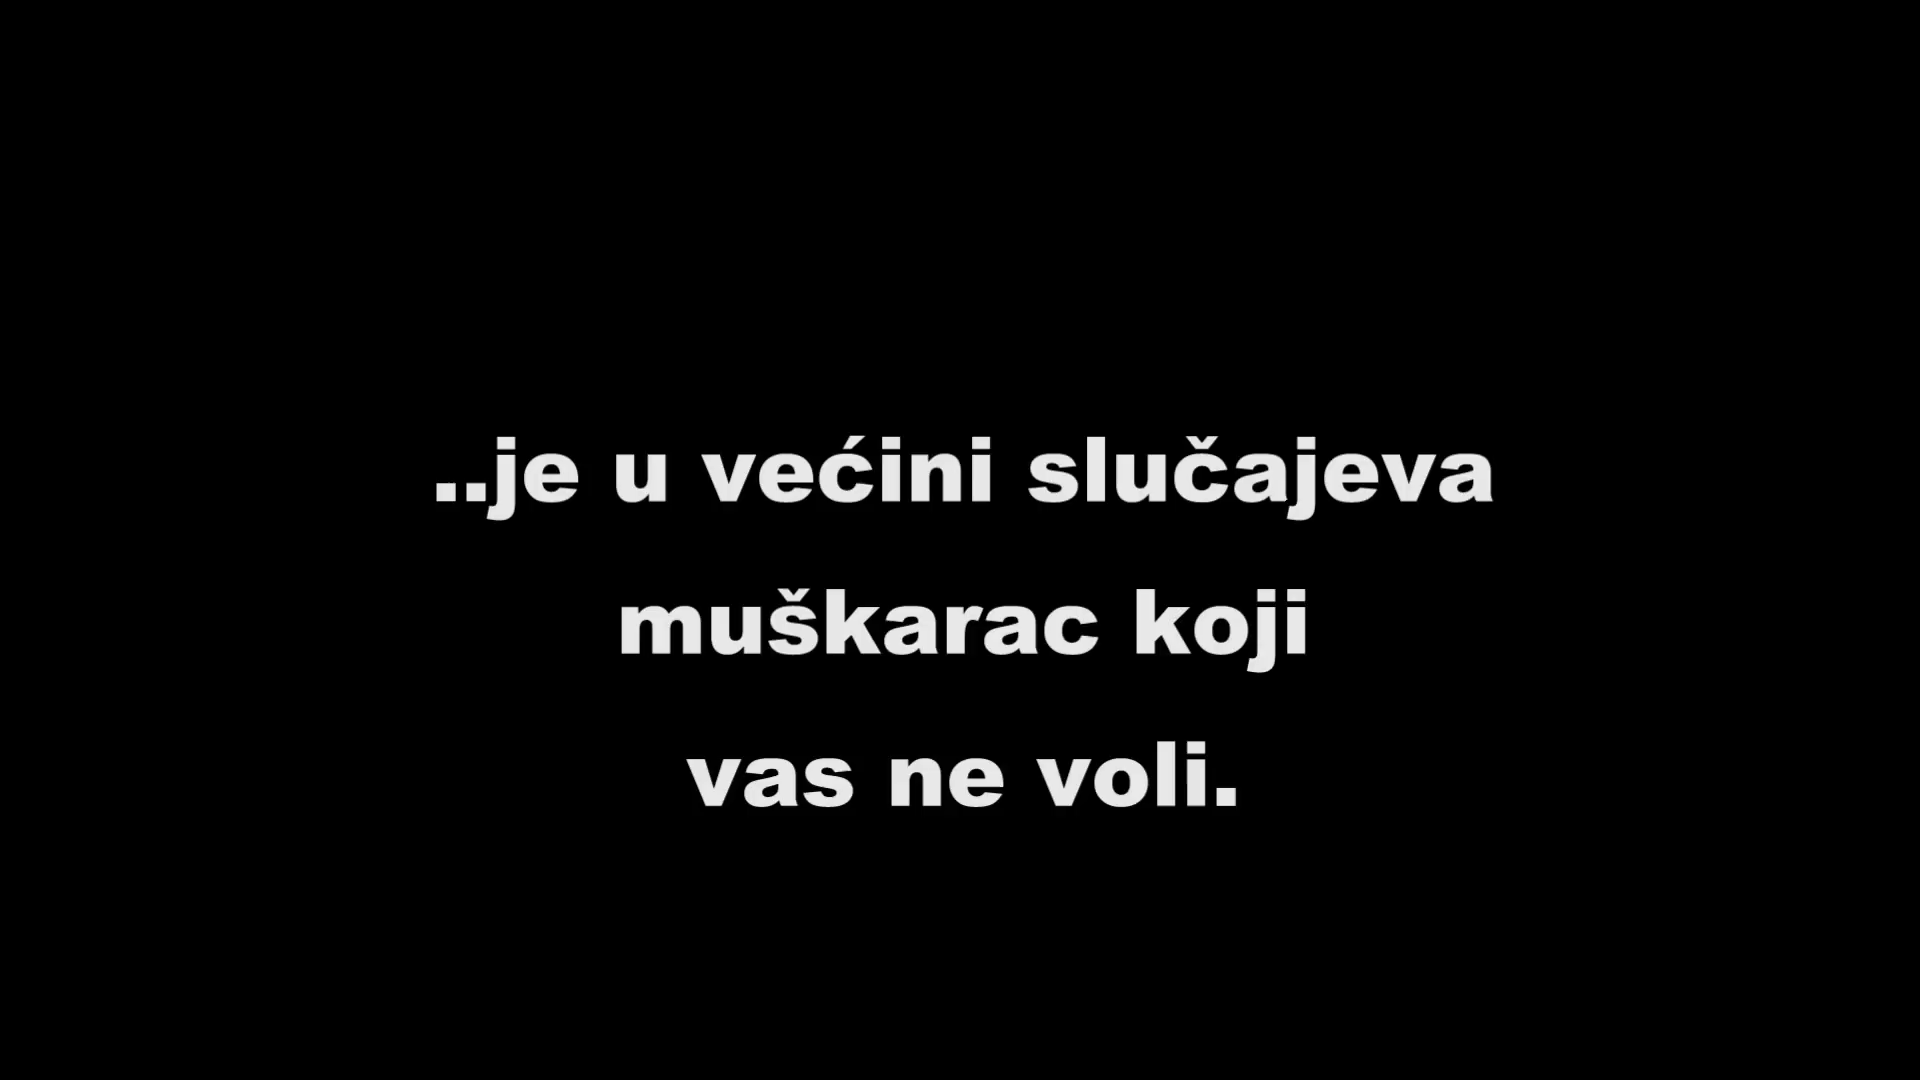 ..je u većini slučajeva
muškarac koji
vas ne voli.